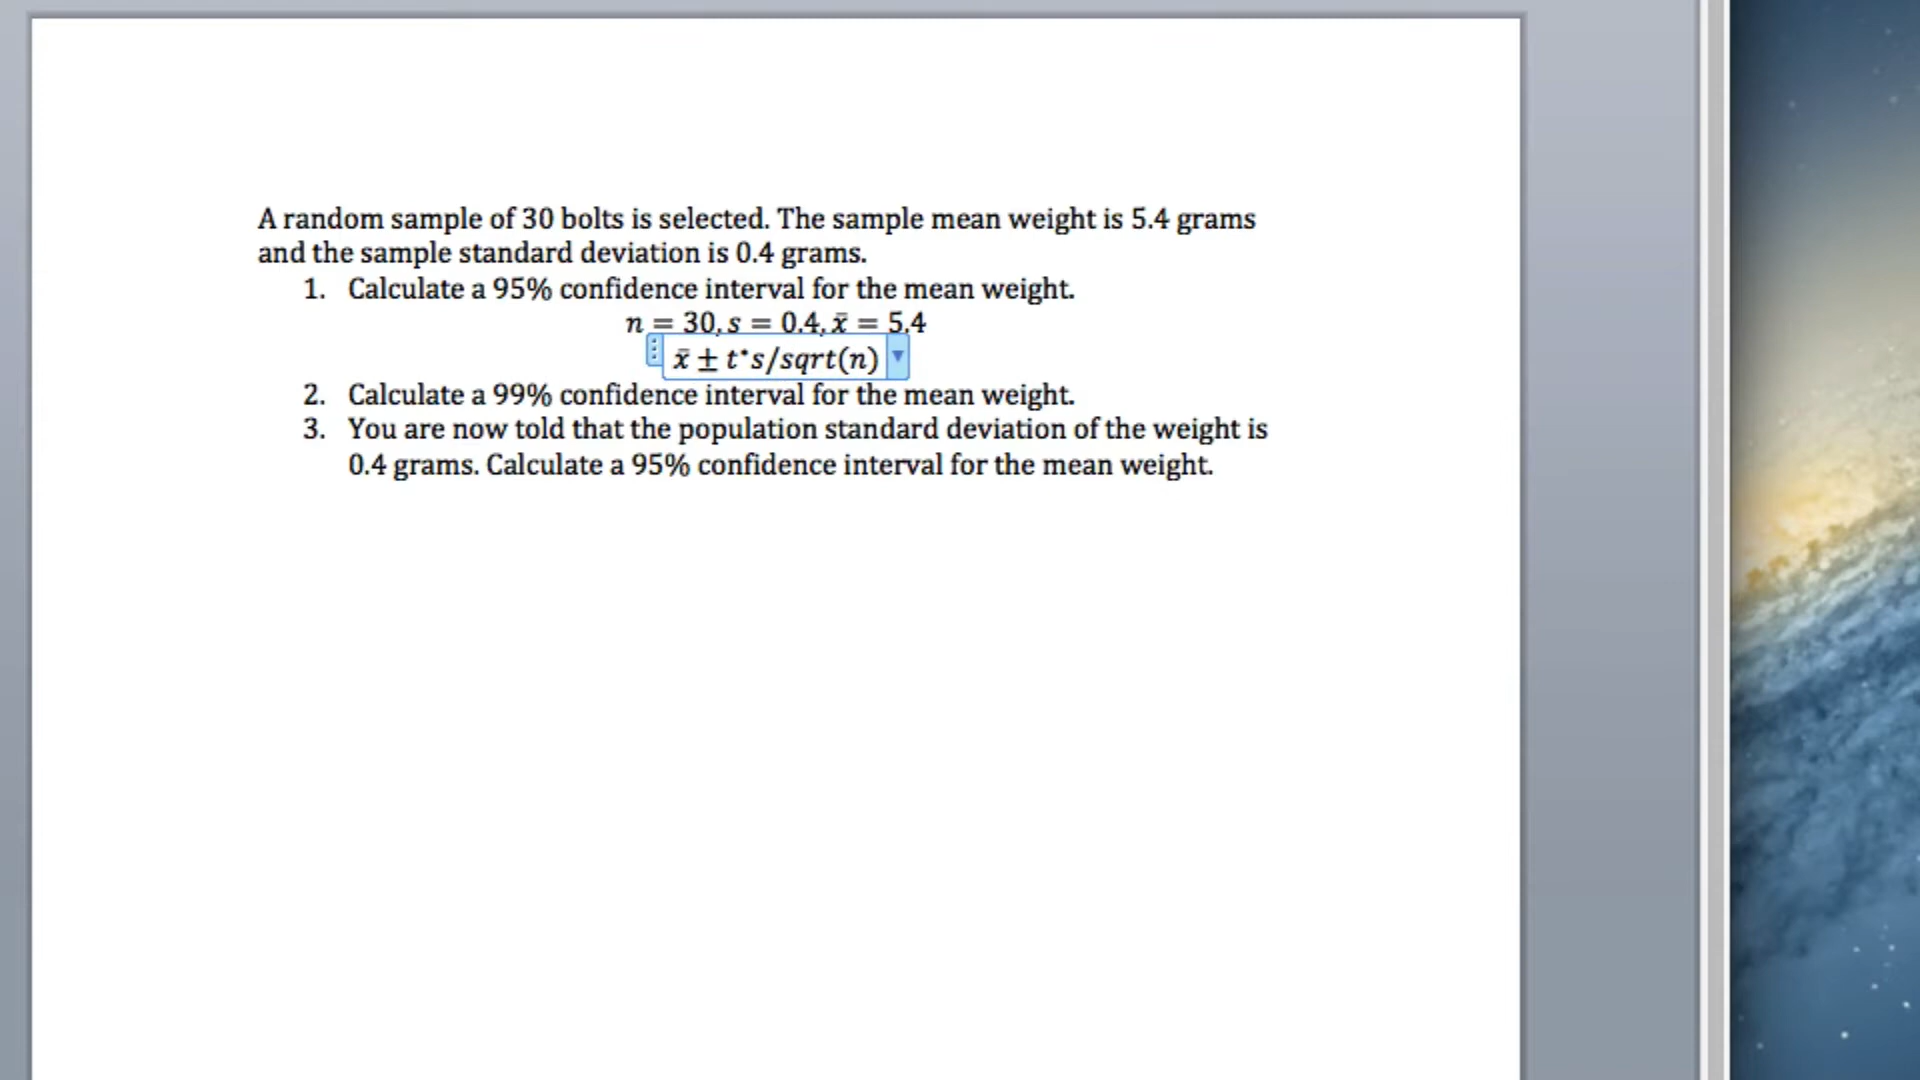 A random sample of 30 bolts is selected. The sample mean weight is 5.4 grams
and the sample standard deviation is 0.4 grams.
1. Calculate a 95% confidence interval for the mean weight.
n = 30, s = 0.4, x̄ = 5.4
x̄ ± t*s/sqrt(n)
2. Calculate a 99% confidence interval for the mean weight.
3. You are now told that the population standard deviation of the weight is
0.4 grams. Calculate a 95% confidence interval for the mean weight.